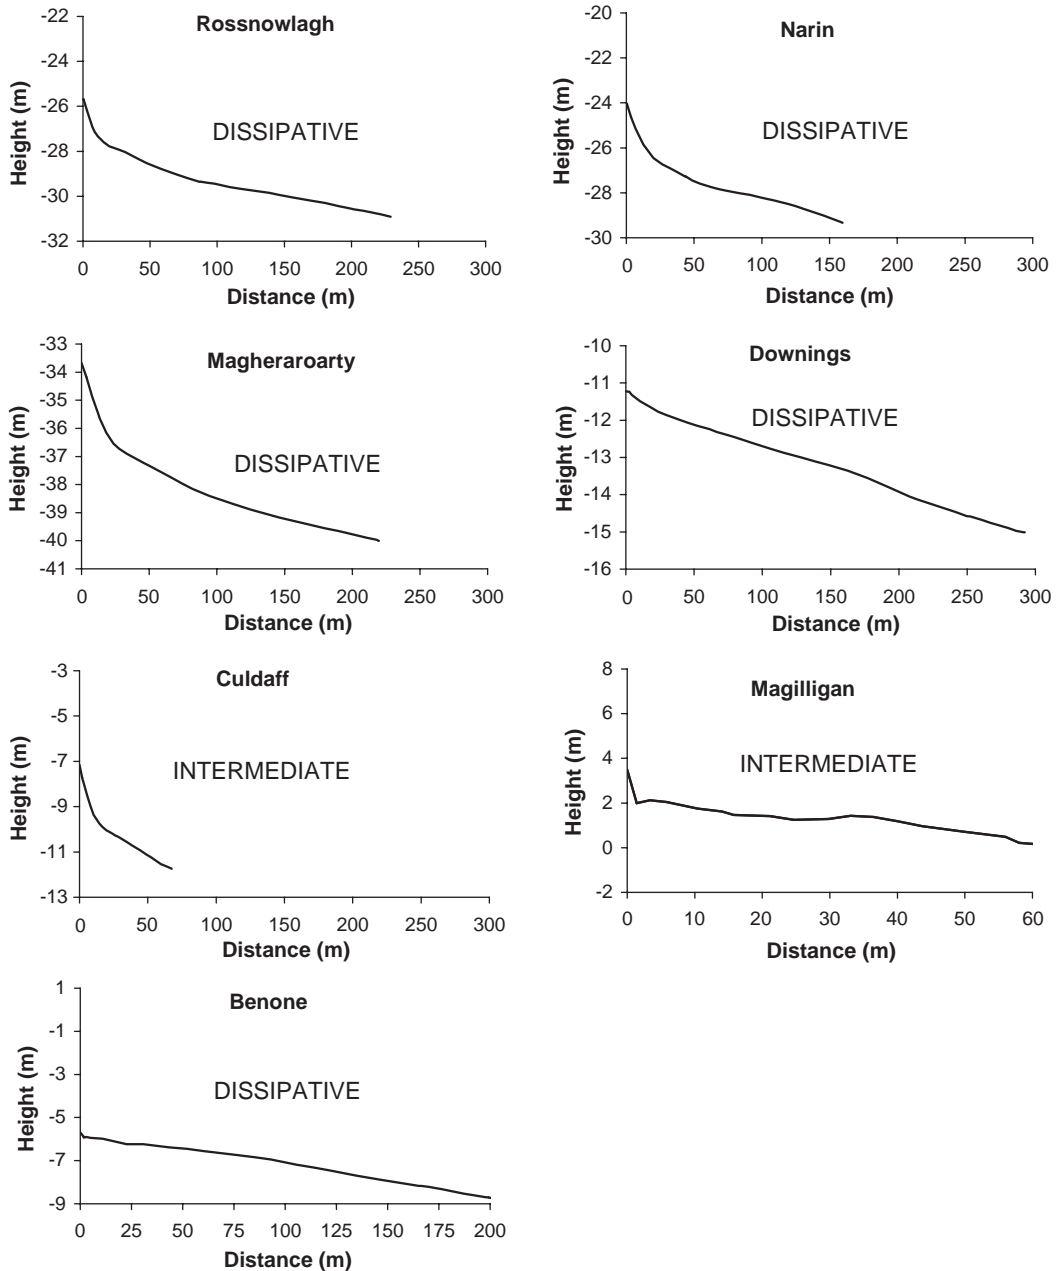 Rossnowlagh
Height (m)
-22
-24
-26
-28
-30
-32
DISSIPATIVE
0 50 100 150 200 250 300
Distance (m)
Narin
Height (m)
-20
-22
-24
-26
-28
-30
DISSIPATIVE
0 50 100 150 200 250 300
Distance (m)
Magheraroarty
Height (m)
-33
-34
-35
-36
-37
-38
-39
-40
-41
DISSIPATIVE
0 50 100 150 200 250 300
Distance (m)
Downings
Height (m)
-10
-11
-12
-13
-14
-15
-16
DISSIPATIVE
0 50 100 150 200 250 300
Distance (m)
Culdaff
Height (m)
-3
-5
-7
-9
-11
-13
INTERMEDIATE
0 50 100 150 200 250 300
Distance (m)
Magilligan
Height (m)
8
6
4
2
0
-2
INTERMEDIATE
0 10 20 30 40 50 60
Distance (m)
Benone
Height (m)
1
-1
-3
-5
-7
-9
DISSIPATIVE
0 25 50 75 100 125 150 175 200
Distance (m)